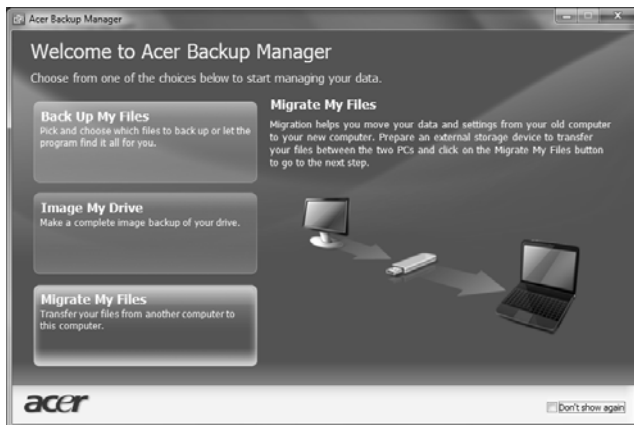 Acer Backup Manager
Welcome to Acer Backup Manager
Choose from one of the choices below to start managing your data.
Back Up My Files
Pick and choose which files to back up or let the
program find it all for you.
Image My Drive
Make a complete image backup of your drive.
Migrate My Files
Transfer your files from another computer to
this computer.
Migrate My Files
Migration helps you move your data and settings from your old computer
to your new computer. Prepare an external storage device to transfer
your files between the two PCs and click on the Migrate My Files button
to go to the next step.
acer
Don't show again